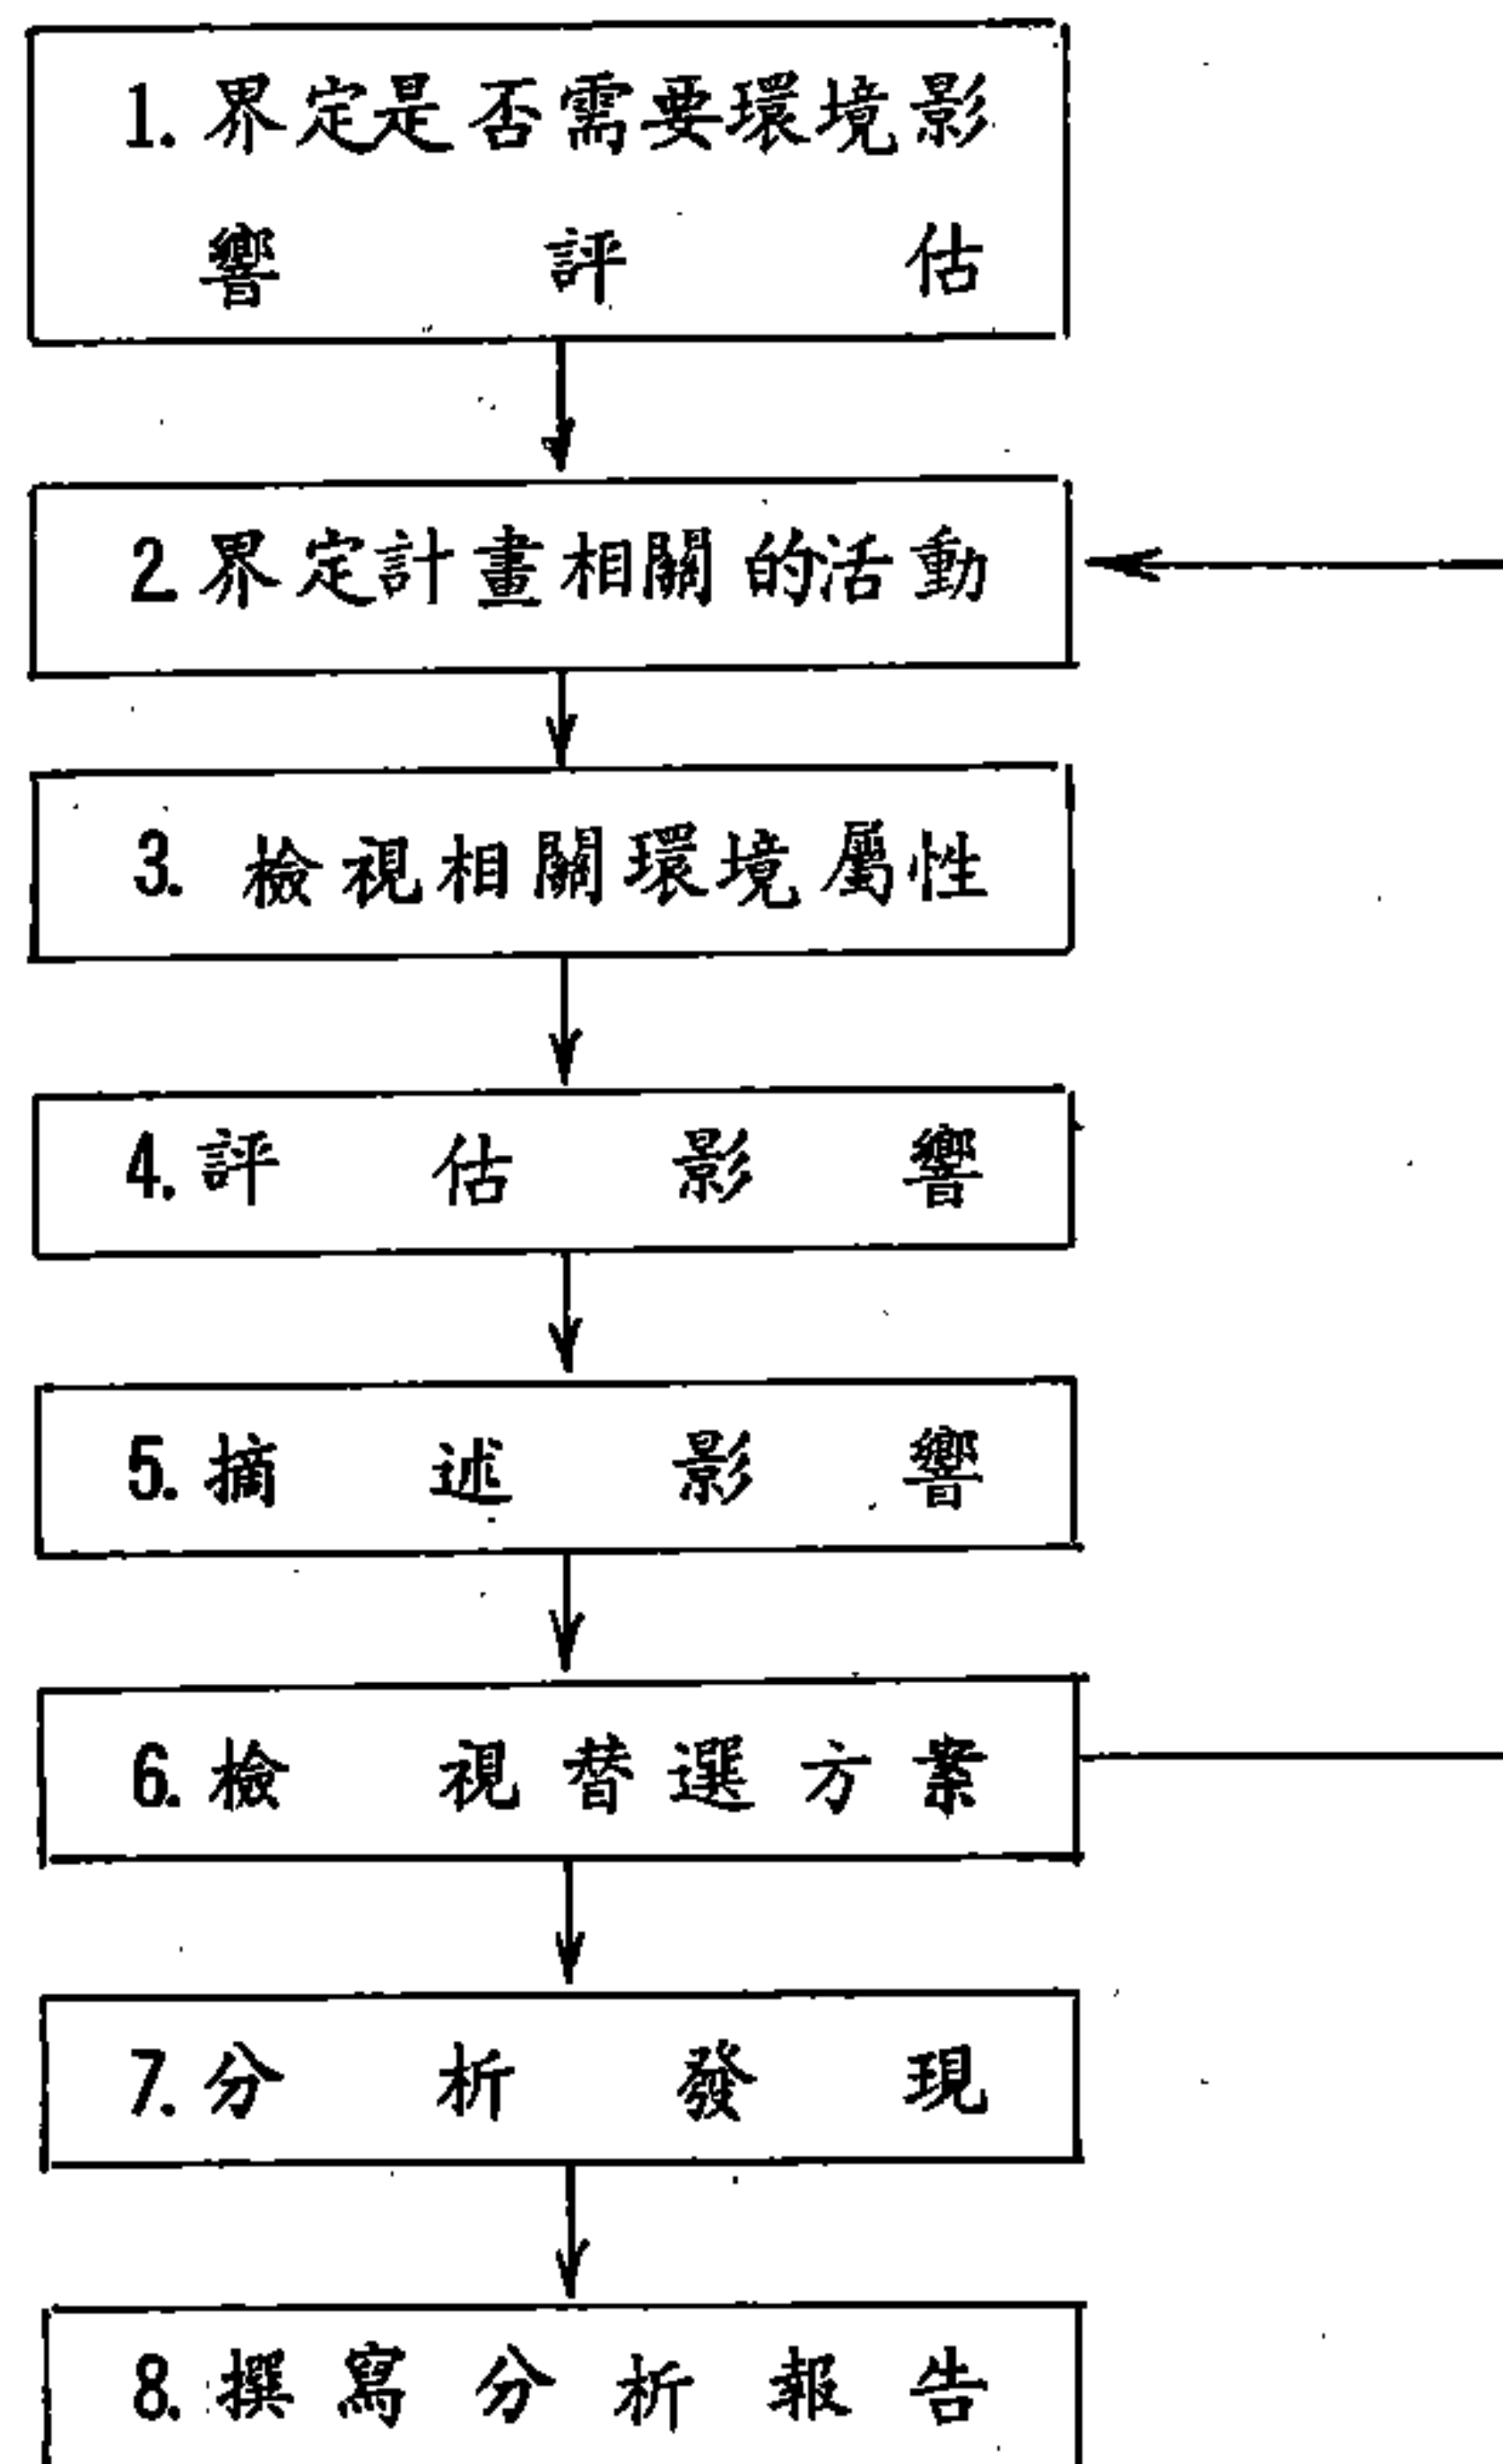 1.界定是否需要環境影
響評估
2.界定計畫相關的活動
3.檢視相關環境屬性
4.評估影響
5.摘述影響
6.檢視替選方案
7.分析發現
8.撰寫分析報告